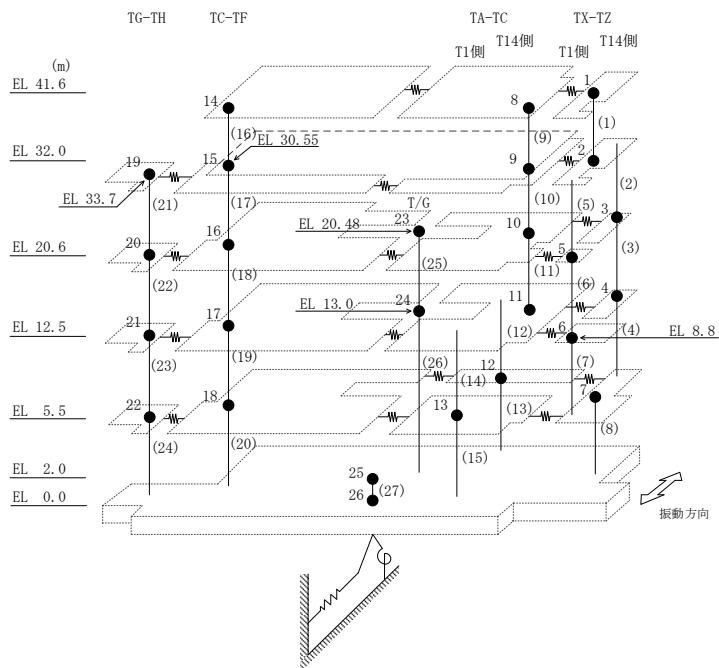 TG-TH TC-TF TA-TC TX-TZ
T1側 T14側 T1側 T14側
(m)
EL 41.6
14 8 1
(16) (9) (1)
EL 30.55
EL 32.0
19 15 9 2
EL 33.7
(21) (17) (10) (2)
T/G
EL 20.48 23
EL 20.6
16 10 (5) 3
20 (25) (11) 5 (3)
(22) (18)
EL 13.0 24 11 (6) 4
EL 12.5
21 17 (12) 6 (4) EL 8.8
(23) (19)
(26) 12 (14) (7)
EL 5.5
22 18 13 (13) 7
(24) (20) (15) (8)
EL 2.0
25
EL 0.0
26 (27)
振動方向